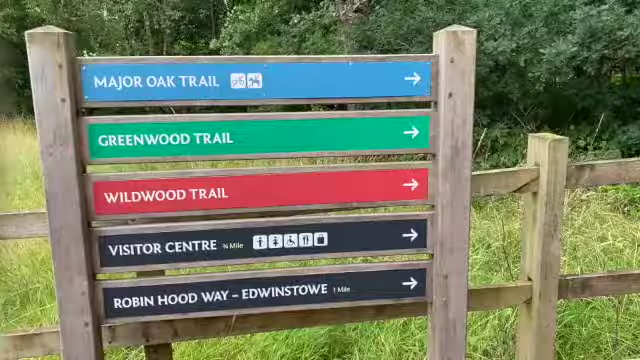 MAJOR OAK TRAIL
GREENWOOD TRAIL
WILDWOOD TRAIL
VISITOR CENTRE ¾ Mile
ROBIN HOOD WAY – EDWINSTOWE 1 Mile